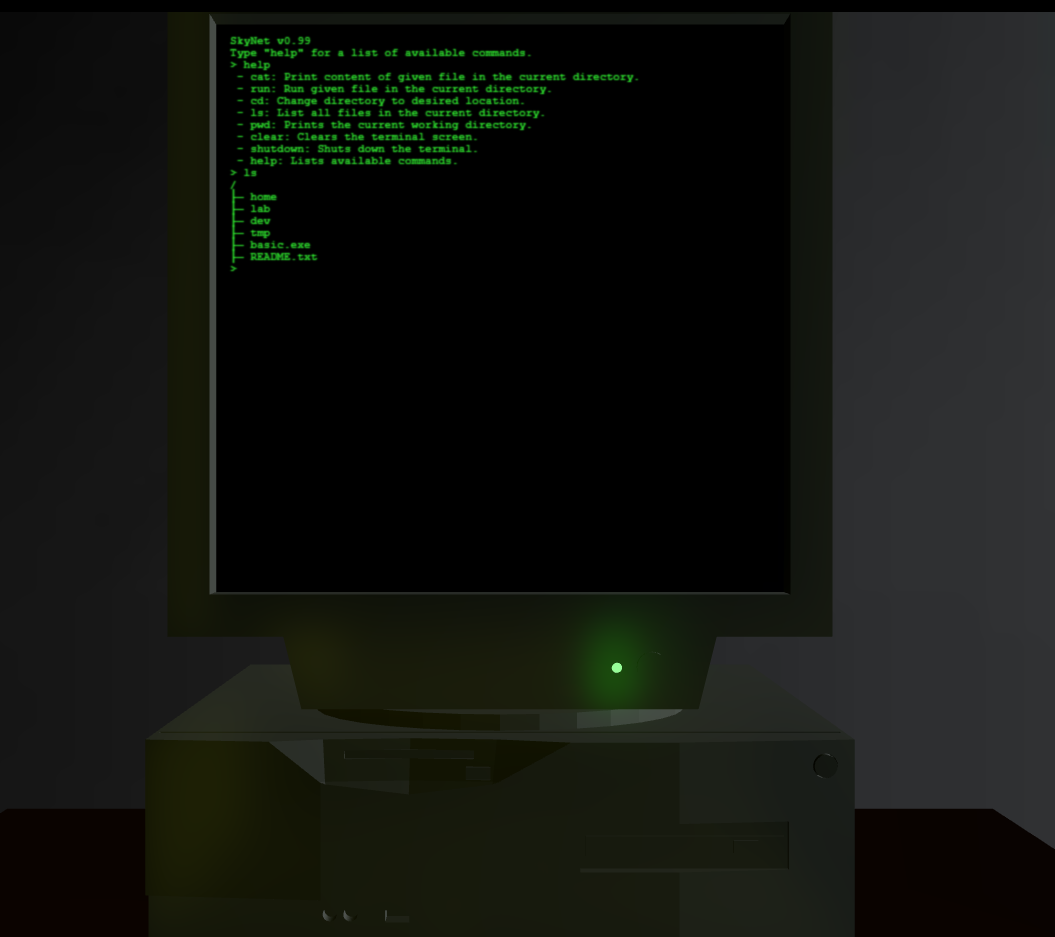 SkyNet v0.99
Type "help" for a list of available commands.
> help
- cat: Print content of given file in the current directory.
- run: Run given file in the current directory.
- cd: Change directory to desired location.
- ls: List all files in the current directory.
- pwd: Prints the current working directory.
- clear: Clears the terminal screen.
- shutdown: Shuts down the terminal.
- help: Lists available commands.
> ls
/
├─ home
├─ lab
├─ dev
├─ tmp
├─ basic.exe
├─ README.txt
>